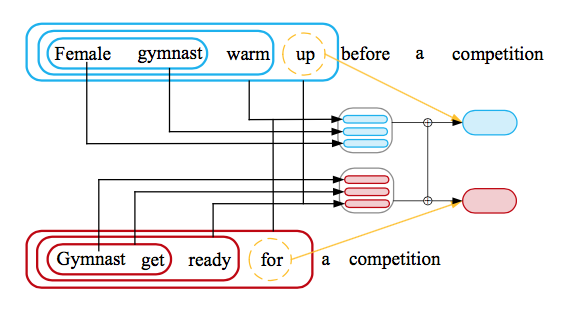 Female gymnast warm up before a competition
Gymnast get ready for a competition